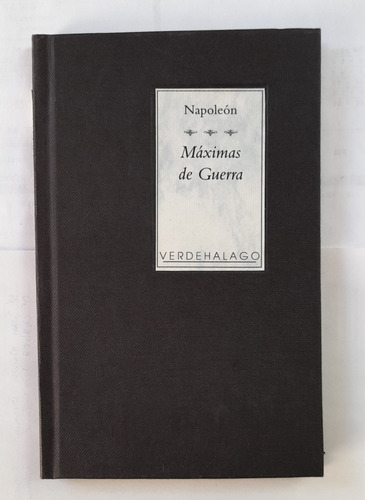 Napoleón
Máximas
de Guerra
VERDEHALAGO